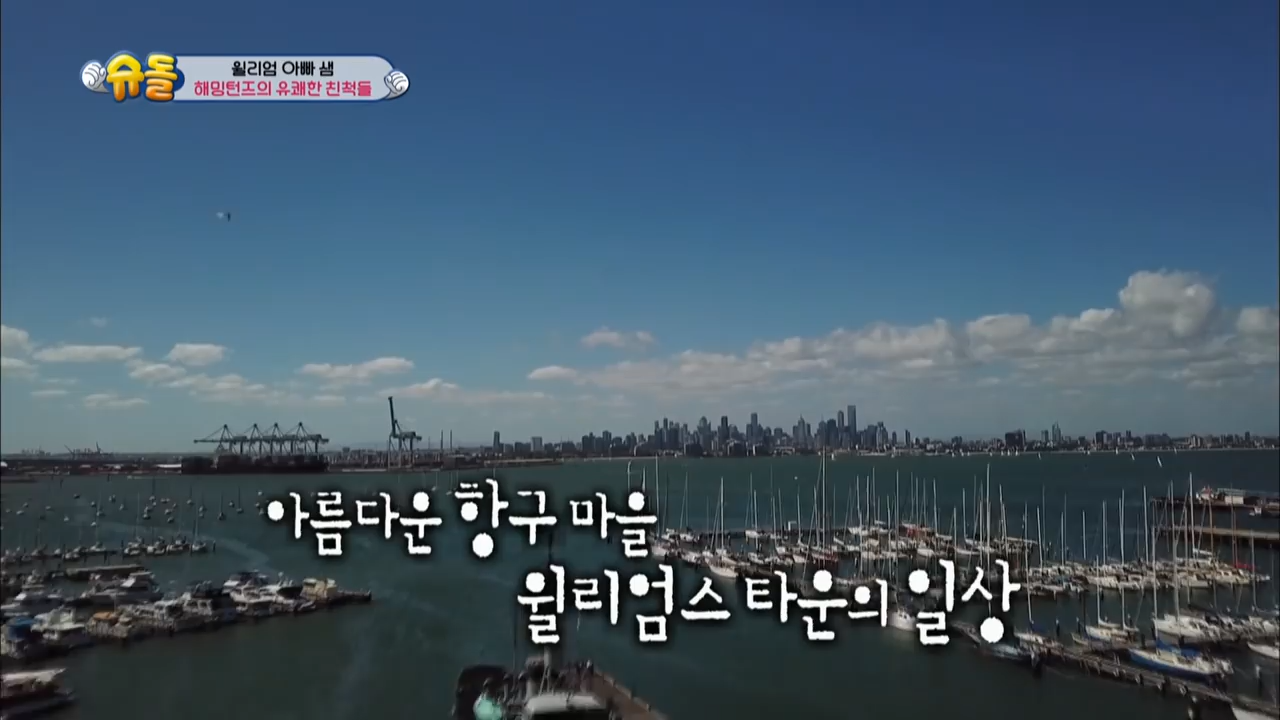 슈돌
윌리엄 아빠 샘
해밍턴즈의 유쾌한 친척들
아름다운 항구 마을
윌리엄스 타운의 일상